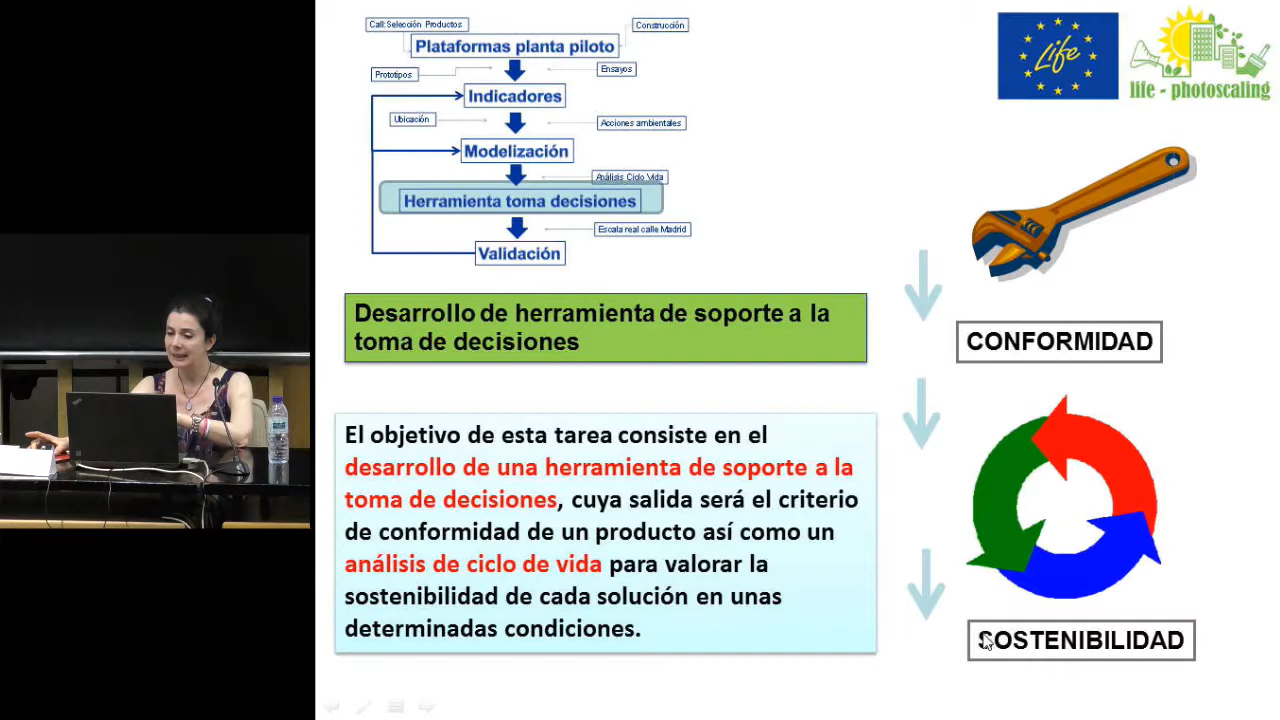 Call: Selección Productos
Construcción
Plataformas planta piloto
Prototipos
Ensayos
Indicadores
Ubicación
Acciones ambientales
Modelización
Análisis Ciclo Vida
Herramienta toma decisiones
Escala real calle Madrid
Validación
Life
life - photoscaling
Desarrollo de herramienta de soporte a la
toma de decisiones
CONFORMIDAD
El objetivo de esta tarea consiste en el
desarrollo de una herramienta de soporte a la
toma de decisiones, cuya salida será el criterio
de conformidad de un producto así como un
análisis de ciclo de vida para valorar la
sostenibilidad de cada solución en unas
determinadas condiciones.
SOSTENIBILIDAD